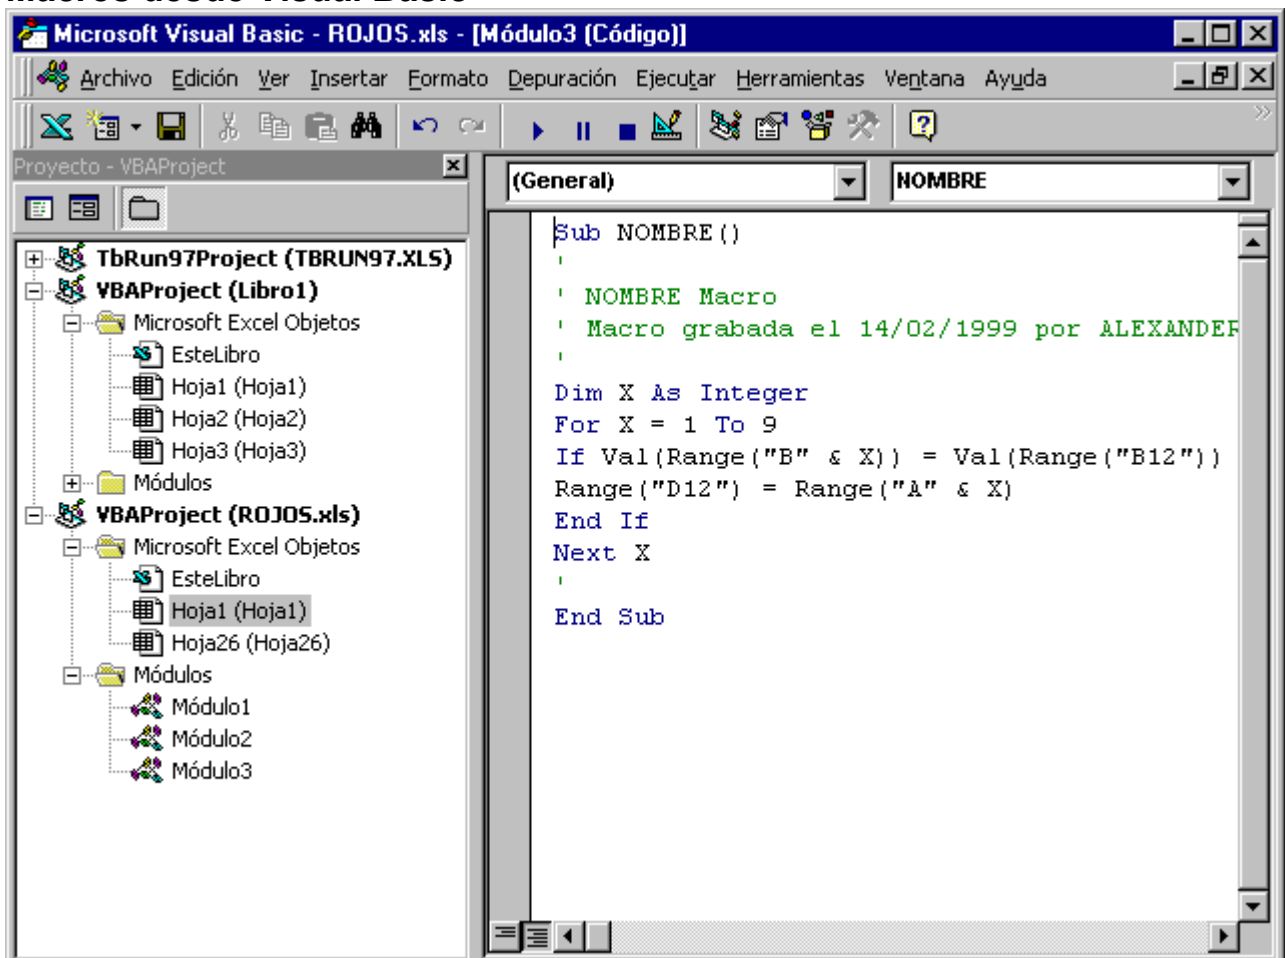 Macros desde Visual Basic
Microsoft Visual Basic - ROJOS.xls - [Módulo3 (Código)]
Archivo Edición Ver Insertar Formato Depuración Ejecutar Herramientas Ventana Ayuda
Proyecto - VBAProject
(General) NOMBRE
TbRun97Project (TBRUN97.XLS)
VBAProject (Libro1)
Microsoft Excel Objetos
EsteLibro
Hoja1 (Hoja1)
Hoja2 (Hoja2)
Hoja3 (Hoja3)
Módulos
VBAProject (ROJOS.xls)
Microsoft Excel Objetos
EsteLibro
Hoja1 (Hoja1)
Hoja26 (Hoja26)
Módulos
Módulo1
Módulo2
Módulo3
Sub NOMBRE()
'
' NOMBRE Macro
' Macro grabada el 14/02/1999 por ALEXANDER
'
Dim X As Integer
For X = 1 To 9
If Val(Range("B" & X)) = Val(Range("B12"))
Range("D12") = Range("A" & X)
End If
Next X
'
End Sub